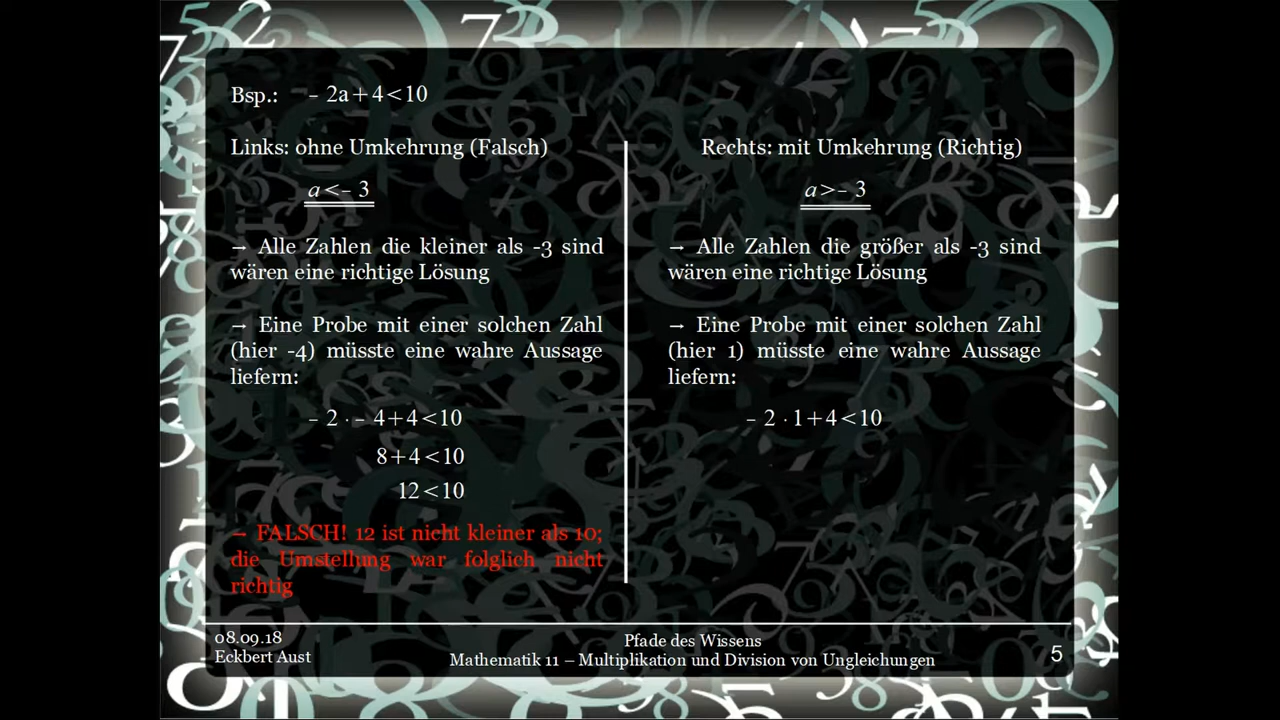 Bsp.: – 2a+4<10
Links: ohne Umkehrung (Falsch)
a<– 3
→ Alle Zahlen die kleiner als -3 sind
wären eine richtige Lösung
→ Eine Probe mit einer solchen Zahl
(hier -4) müsste eine wahre Aussage
liefern:
– 2 · – 4+4<10
8+4<10
12<10
→ FALSCH! 12 ist nicht kleiner als 10;
die Umstellung war folglich nicht
richtig
Rechts: mit Umkehrung (Richtig)
a>– 3
→ Alle Zahlen die größer als -3 sind
wären eine richtige Lösung
→ Eine Probe mit einer solchen Zahl
(hier 1) müsste eine wahre Aussage
liefern:
– 2 · 1+4<10
08.09.18
Eckbert Aust
Pfade des Wissens
Mathematik 11 – Multiplikation und Division von Ungleichungen
5